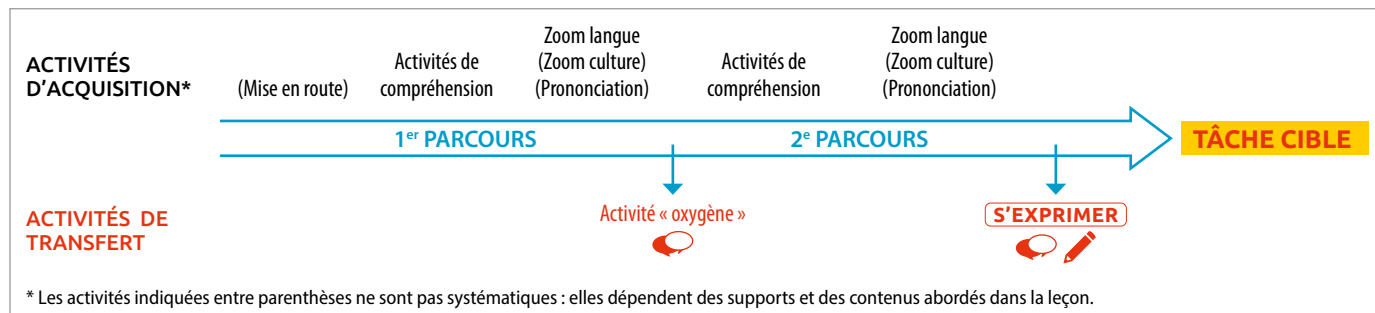 ACTIVITÉS
D’ACQUISITION*
(Mise en route)
Activités de
compréhension
Zoom langue
(Zoom culture)
(Prononciation)
Activités de
compréhension
Zoom langue
(Zoom culture)
(Prononciation)
1er PARCOURS
2e PARCOURS
TÂCHE CIBLE
ACTIVITÉS DE
TRANSFERT
Activité « oxygène »
S’EXPRIMER
* Les activités indiquées entre parenthèses ne sont pas systématiques : elles dépendent des supports et des contenus abordés dans la leçon.